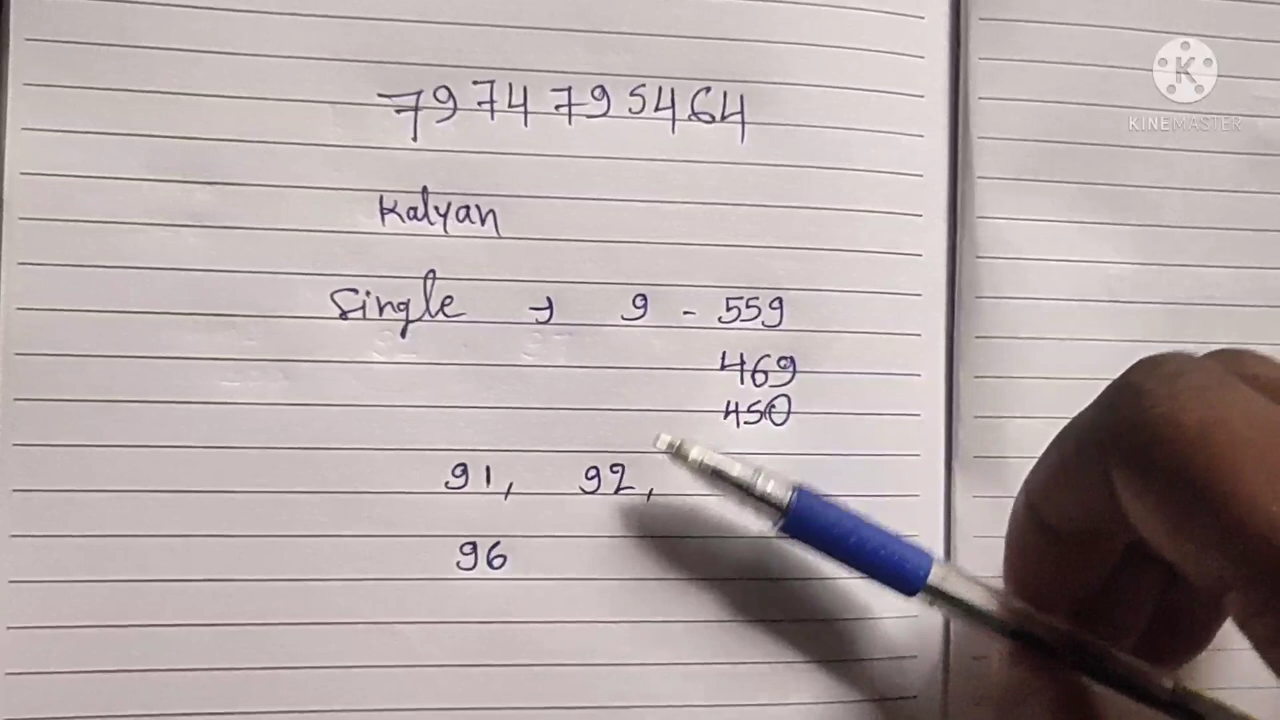 7974795464
Kalyan
Single → 9 - 559
469
450
91, 92,
96
KINEMASTER